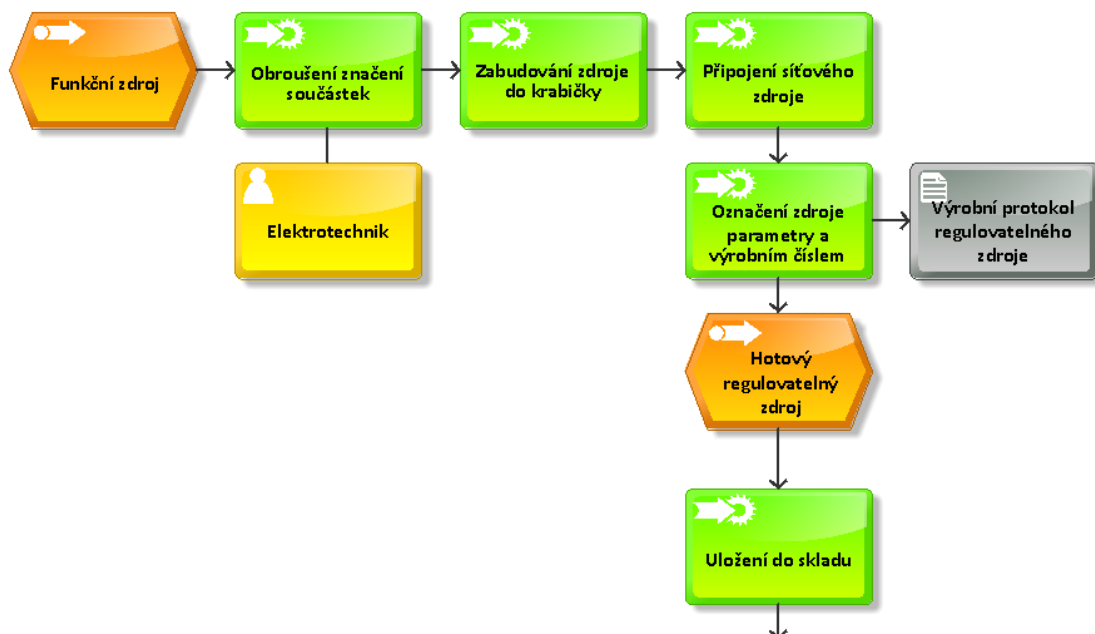 Funkční zdroj
Obroušení značení
součástek
Zabudování zdroje
do krabičky
Připojení síťového
zdroje
Elektrotechnik
Označení zdroje
parametry a
výrobním číslem
Výrobní protokol
regulovatelného
zdroje
Hotový
regulovatelný
zdroj
Uložení do skladu